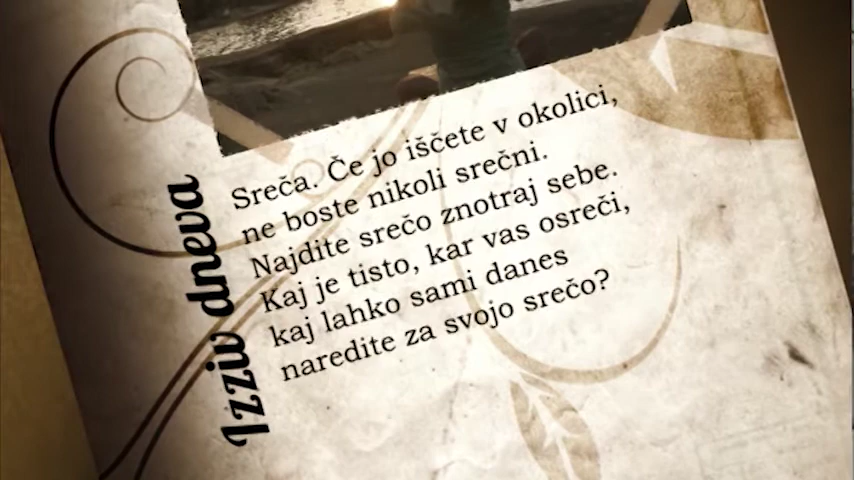 Izziv dneva
Sreča. Če jo iščete v okolici,
ne boste nikoli srečni.
Najdite srečo znotraj sebe.
Kaj je tisto, kar vas osreči,
kaj lahko sami danes
naredite za svojo srečo?